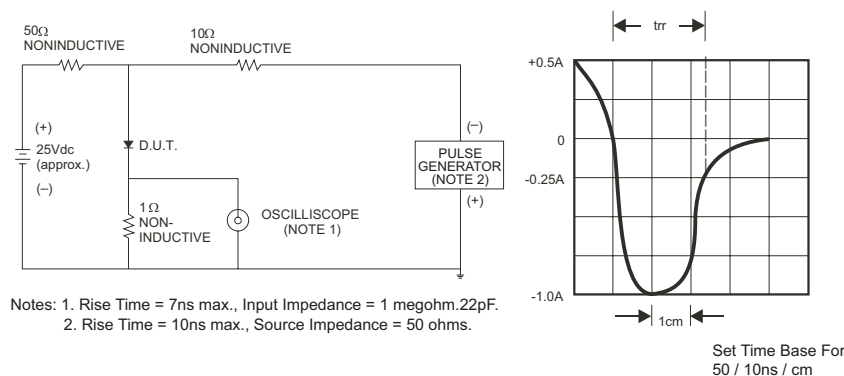 50Ω
NONINDUCTIVE
10Ω
NONINDUCTIVE
(+)
25Vdc
(approx.)
(–)
D.U.T.
1Ω
NON-
INDUCTIVE
OSCILLISCOPE
(NOTE 1)
(–)
PULSE
GENERATOR
(NOTE 2)
(+)
Notes: 1. Rise Time = 7ns max., Input Impedance = 1 megohm.22pF.
2. Rise Time = 10ns max., Source Impedance = 50 ohms.
trr
+0.5A
0
-0.25A
-1.0A
1cm
Set Time Base For
50 / 10ns / cm